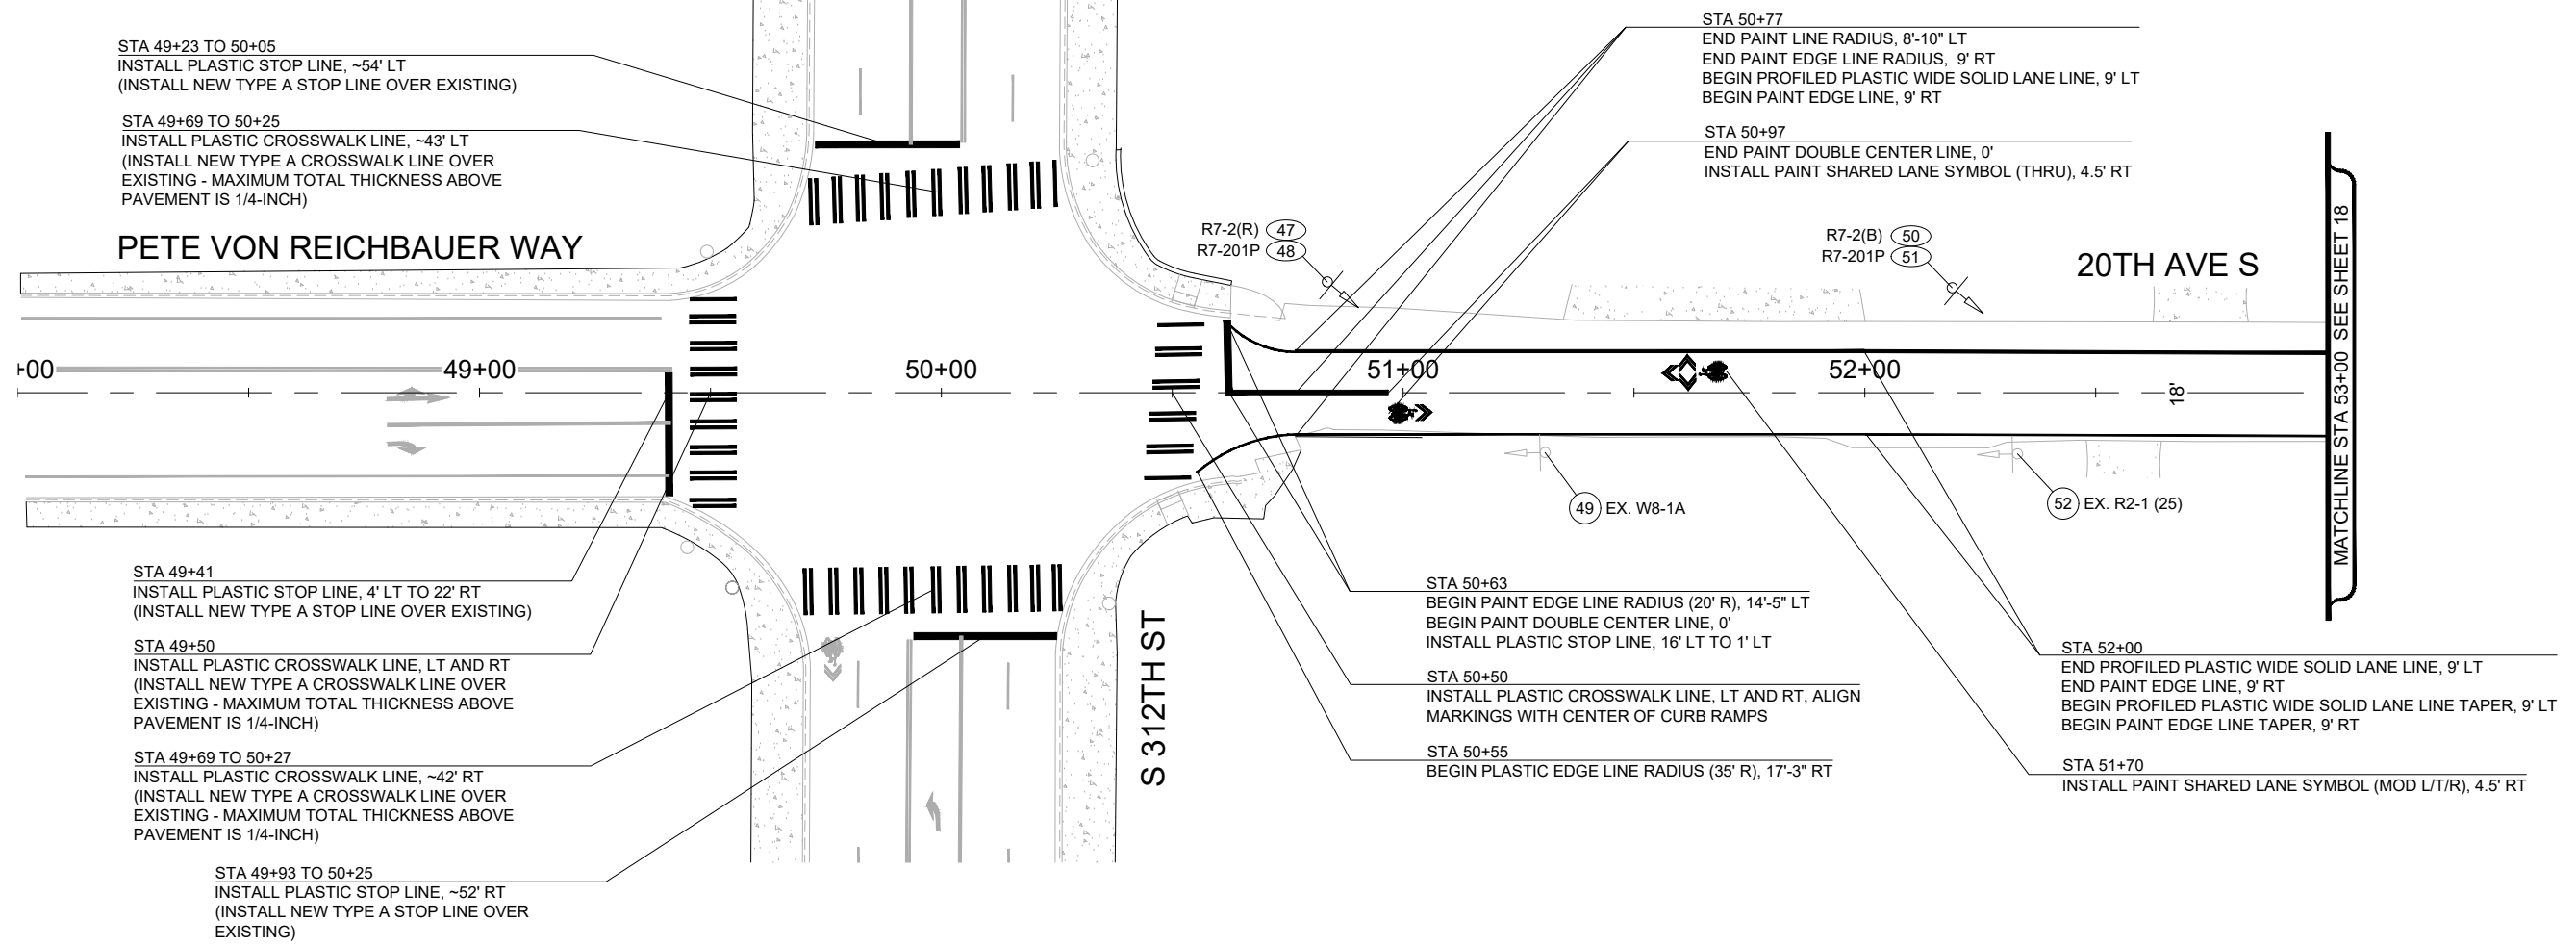 STA 49+23 TO 50+05
INSTALL PLASTIC STOP LINE, ~54' LT
(INSTALL NEW TYPE A STOP LINE OVER EXISTING)
STA 49+69 TO 50+25
INSTALL PLASTIC CROSSWALK LINE, ~43' LT
(INSTALL NEW TYPE A CROSSWALK LINE OVER
EXISTING - MAXIMUM TOTAL THICKNESS ABOVE
PAVEMENT IS 1/4-INCH)
PETE VON REICHBAUER WAY
STA 50+77
END PAINT LINE RADIUS, 8'-10" LT
END PAINT EDGE LINE RADIUS, 9' RT
BEGIN PROFILED PLASTIC WIDE SOLID LANE LINE, 9' LT
BEGIN PAINT EDGE LINE, 9' RT
STA 50+97
END PAINT DOUBLE CENTER LINE, 0'
INSTALL PAINT SHARED LANE SYMBOL (THRU), 4.5' RT
R7-2(R) 47
R7-201P 48
R7-2(B) 50
R7-201P 51
20TH AVE S
MATCHLINE STA 53+00 SEE SHEET 18
+00
49+00
50+00
51+00
52+00
18'
49 EX. W8-1A
52 EX. R2-1 (25)
STA 49+41
INSTALL PLASTIC STOP LINE, 4' LT TO 22' RT
(INSTALL NEW TYPE A STOP LINE OVER EXISTING)
STA 49+50
INSTALL PLASTIC CROSSWALK LINE, LT AND RT
(INSTALL NEW TYPE A CROSSWALK LINE OVER
EXISTING - MAXIMUM TOTAL THICKNESS ABOVE
PAVEMENT IS 1/4-INCH)
STA 49+69 TO 50+27
INSTALL PLASTIC CROSSWALK LINE, ~42' RT
(INSTALL NEW TYPE A CROSSWALK LINE OVER
EXISTING - MAXIMUM TOTAL THICKNESS ABOVE
PAVEMENT IS 1/4-INCH)
STA 49+93 TO 50+25
INSTALL PLASTIC STOP LINE, ~52' RT
(INSTALL NEW TYPE A STOP LINE OVER
EXISTING)
S 312TH ST
STA 50+63
BEGIN PAINT EDGE LINE RADIUS (20' R), 14'-5" LT
BEGIN PAINT DOUBLE CENTER LINE, 0'
INSTALL PLASTIC STOP LINE, 16' LT TO 1' LT
STA 50+50
INSTALL PLASTIC CROSSWALK LINE, LT AND RT, ALIGN
MARKINGS WITH CENTER OF CURB RAMPS
STA 50+55
BEGIN PLASTIC EDGE LINE RADIUS (35' R), 17'-3" RT
STA 52+00
END PROFILED PLASTIC WIDE SOLID LANE LINE, 9' LT
END PAINT EDGE LINE, 9' RT
BEGIN PROFILED PLASTIC WIDE SOLID LANE LINE TAPER, 9' LT
BEGIN PAINT EDGE LINE TAPER, 9' RT
STA 51+70
INSTALL PAINT SHARED LANE SYMBOL (MOD L/T/R), 4.5' RT